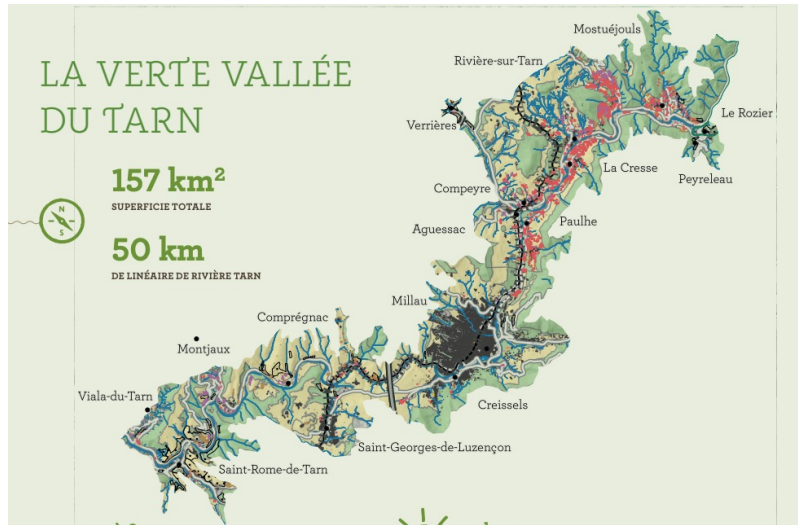 LA VERTE VALLÉE
DU TARN
157 km²
SUPERFICIE TOTALE
N
S
50 km
DE LINÉAIRE DE RIVIÈRE TARN
Mostuéjouls
Rivière-sur-Tarn
Le Rozier
Verrières
La Cresse
Peyreleau
Compeyre
Paulhe
Aguessac
Millau
Comprégnac
Montjaux
Viala-du-Tarn
Creissels
Saint-Georges-de-Luzençon
Saint-Rome-de-Tarn